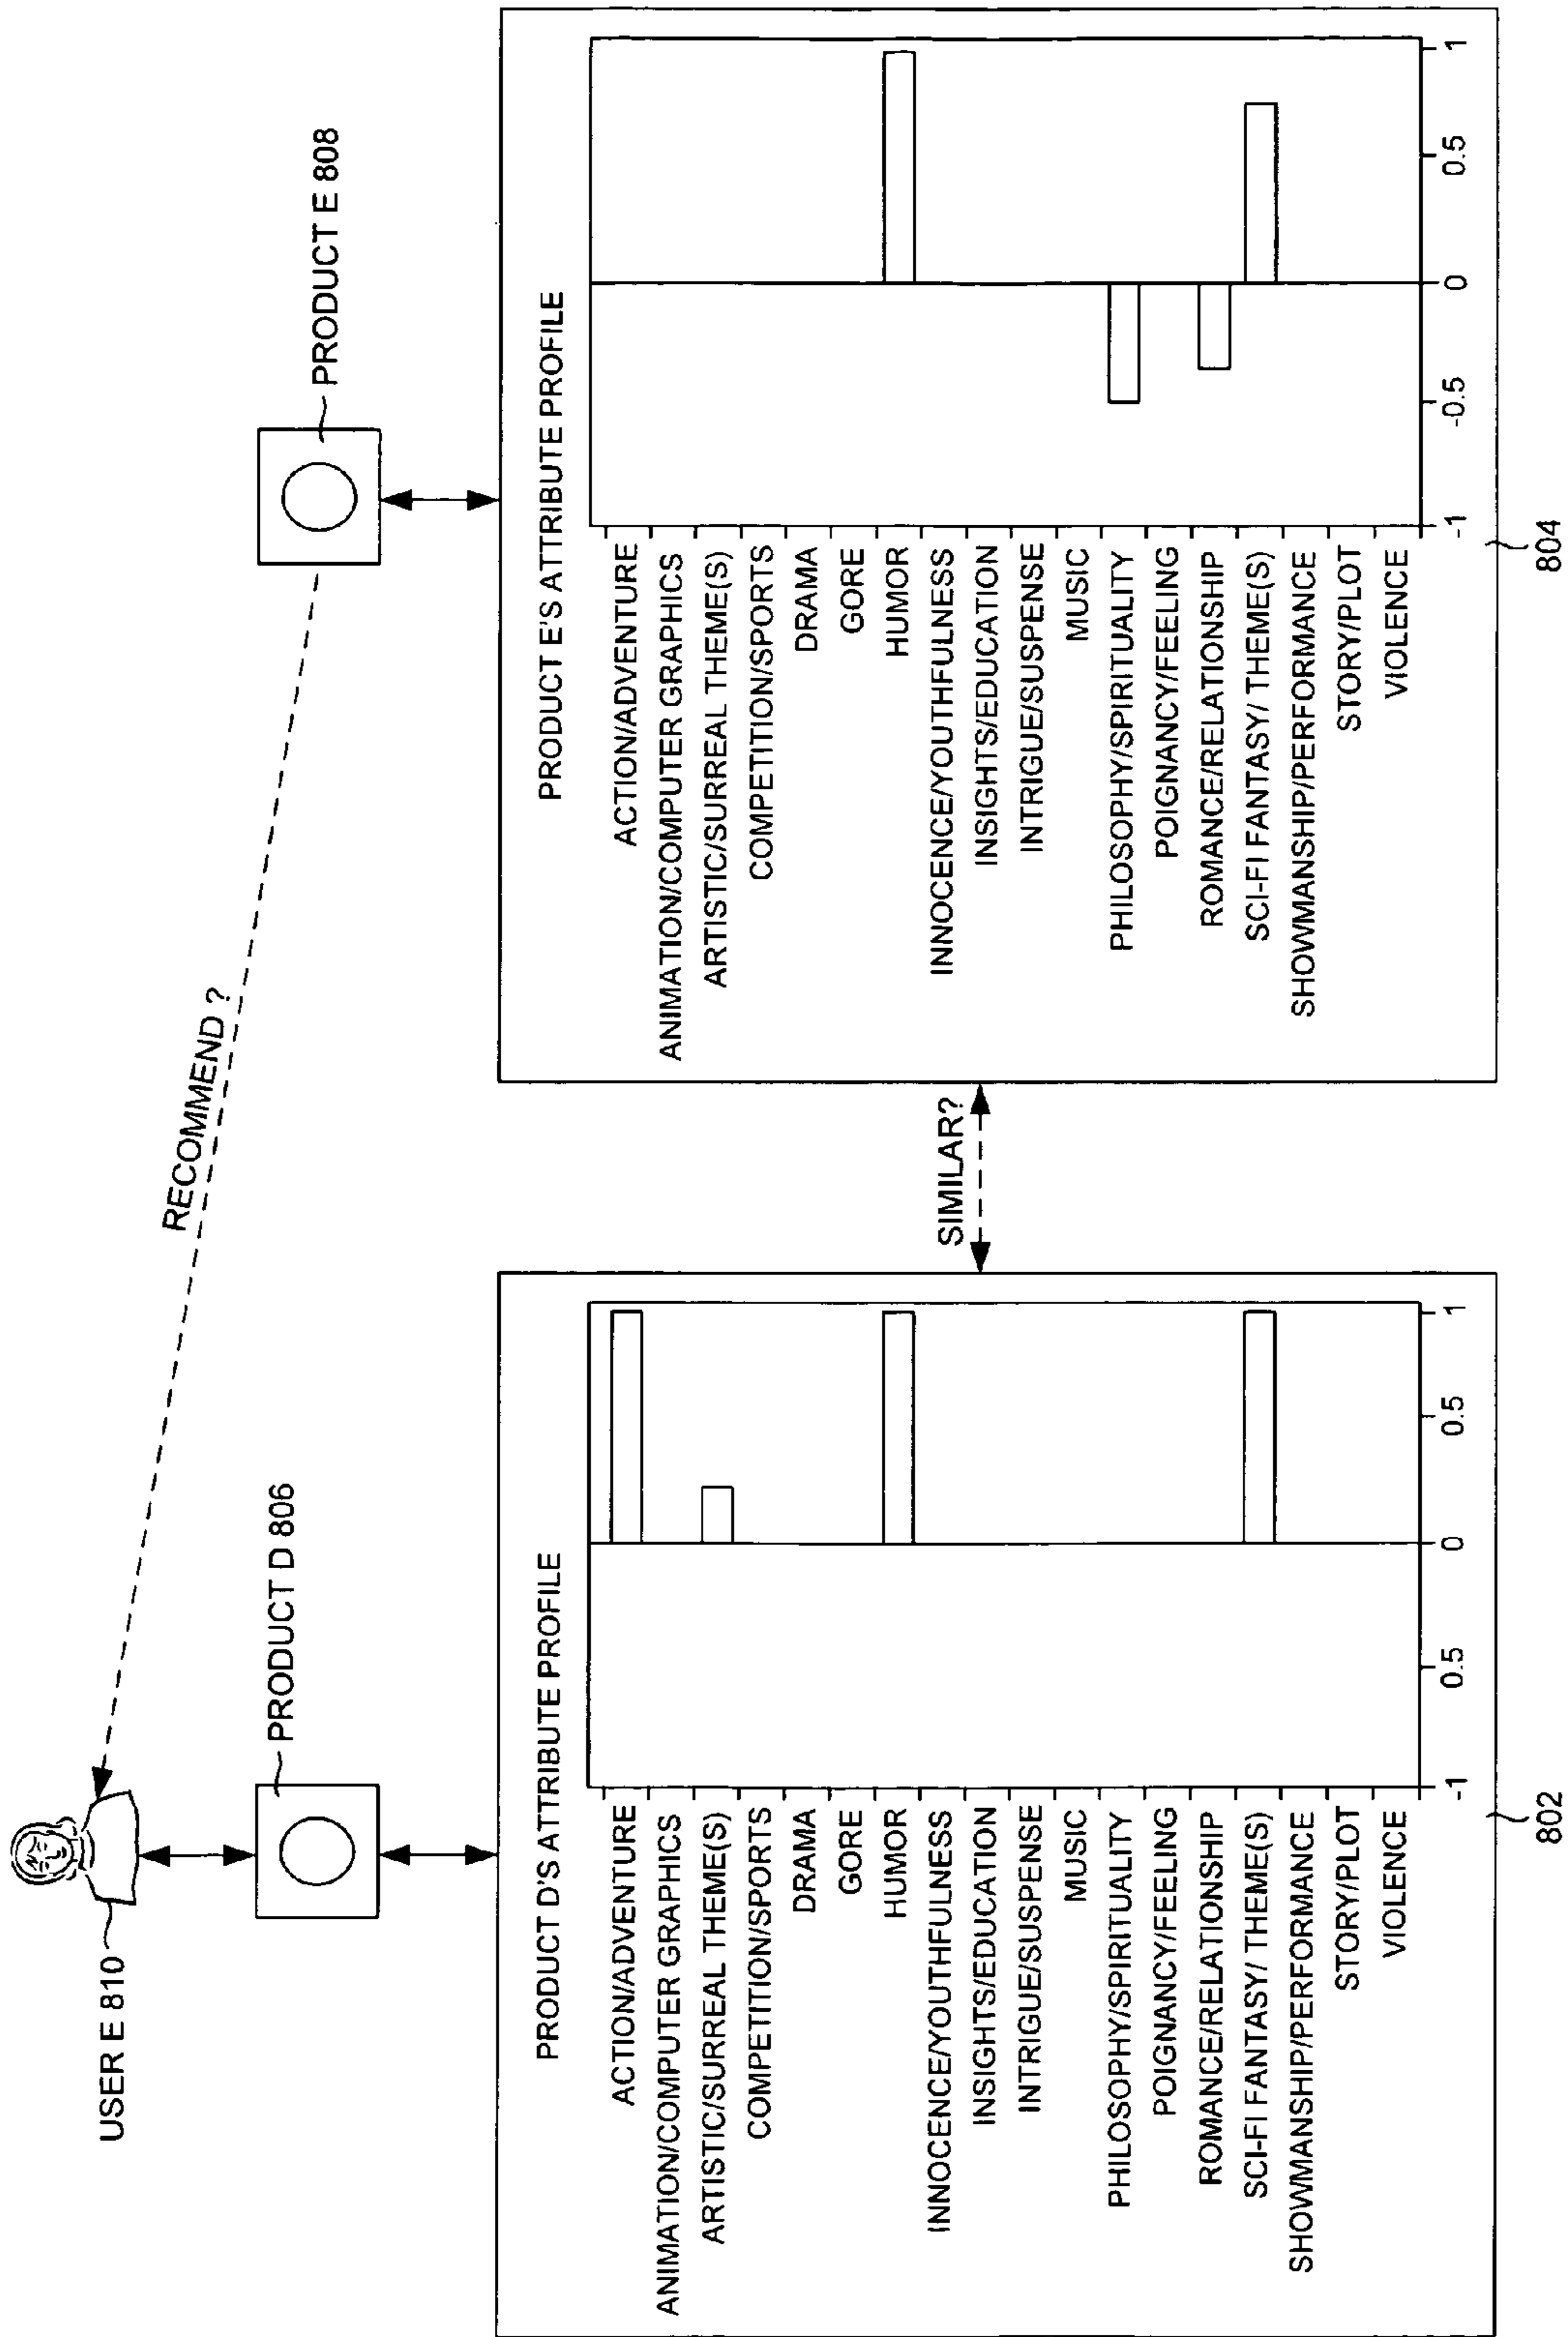 USER E 810
PRODUCT D 806
RECOMMEND ?
PRODUCT E 808
PRODUCT D'S ATTRIBUTE PROFILE
ACTION/ADVENTURE
ANIMATION/COMPUTER GRAPHICS
ARTISTIC/SURREAL THEME(S)
COMPETITION/SPORTS
DRAMA
GORE
HUMOR
INNOCENCE/YOUTHFULNESS
INSIGHTS/EDUCATION
INTRIGUE/SUSPENSE
MUSIC
PHILOSOPHY/SPIRITUALITY
POIGNANCY/FEELING
ROMANCE/RELATIONSHIP
SCI-FI FANTASY/ THEME(S)
SHOWMANSHIP/PERFORMANCE
STORY/PLOT
VIOLENCE
-1 0.5 0 0.5 1
802
SIMILAR?
PRODUCT E'S ATTRIBUTE PROFILE
ACTION/ADVENTURE
ANIMATION/COMPUTER GRAPHICS
ARTISTIC/SURREAL THEME(S)
COMPETITION/SPORTS
DRAMA
GORE
HUMOR
INNOCENCE/YOUTHFULNESS
INSIGHTS/EDUCATION
INTRIGUE/SUSPENSE
MUSIC
PHILOSOPHY/SPIRITUALITY
POIGNANCY/FEELING
ROMANCE/RELATIONSHIP
SCI-FI FANTASY/ THEME(S)
SHOWMANSHIP/PERFORMANCE
STORY/PLOT
VIOLENCE
-1 -0.5 0 0.5 1
804